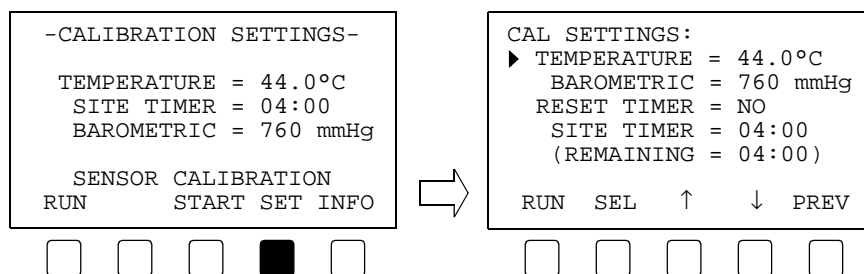 -CALIBRATION SETTINGS-
TEMPERATURE = 44.0°C
SITE TIMER = 04:00
BAROMETRIC = 760 mmHg
SENSOR CALIBRATION
RUN START SET INFO
CAL SETTINGS:
TEMPERATURE = 44.0°C
BAROMETRIC = 760 mmHg
RESET TIMER = NO
SITE TIMER = 04:00
(REMAINING = 04:00)
RUN SEL ↑ ↓ PREV